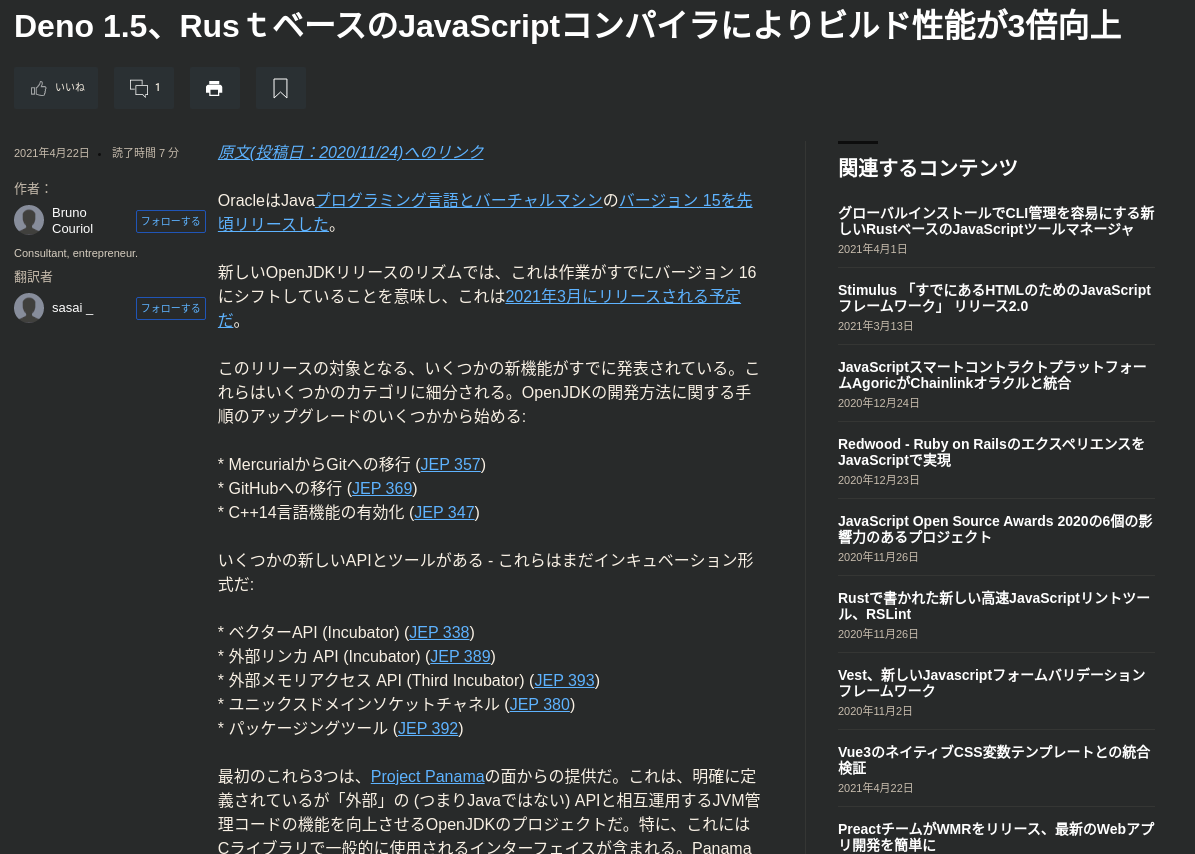 Deno 1.5、RusｔベースのJavaScriptコンパイラによりビルド性能が3倍向上
いいね
1
2021年4月22日 • 読了時間 7 分
作者：
Bruno
Couriol
フォローする
Consultant, entrepreneur.
翻訳者
sasai _
フォローする
原文(投稿日：2020/11/24)へのリンク
OracleはJavaプログラミング言語とバーチャルマシンのバージョン 15を先
頃リリースした。
新しいOpenJDKリリースのリズムでは、これは作業がすでにバージョン 16
にシフトしていることを意味し、これは2021年3月にリリースされる予定
だ。
このリリースの対象となる、いくつかの新機能がすでに発表されている。こ
れらはいくつかのカテゴリに細分される。OpenJDKの開発方法に関する手
順のアップグレードのいくつかから始める:
* MercurialからGitへの移行 (JEP 357)
* GitHubへの移行 (JEP 369)
* C++14言語機能の有効化 (JEP 347)
いくつかの新しいAPIとツールがある - これらはまだインキュベーション形
式だ:
* ベクターAPI (Incubator) (JEP 338)
* 外部リンカ API (Incubator) (JEP 389)
* 外部メモリアクセス API (Third Incubator) (JEP 393)
* ユニックスドメインソケットチャネル (JEP 380)
* パッケージングツール (JEP 392)
最初のこれら3つは、Project Panamaの面からの提供だ。これは、明確に定
義されているが「外部」の (つまりJavaではない) APIと相互運用するJVM管
理コードの機能を向上させるOpenJDKのプロジェクトだ。特に、これには
Cライブラリで一般的に使用されるインターフェイスが含まれる。Panama
関連するコンテンツ
グローバルインストールでCLI管理を容易にする新
しいRustベースのJavaScriptツールマネージャ
2021年4月1日
Stimulus 「すでにあるHTMLのためのJavaScript
フレームワーク」 リリース2.0
2021年3月13日
JavaScriptスマートコントラクトプラットフォー
ムAgoricがChainlinkオラクルと統合
2020年12月24日
Redwood - Ruby on Railsのエクスペリエンスを
JavaScriptで実現
2020年12月23日
JavaScript Open Source Awards 2020の6個の影
響力のあるプロジェクト
2020年11月26日
Rustで書かれた新しい高速JavaScriptリントツー
ル、RSLint
2020年11月26日
Vest、新しいJavascriptフォームバリデーション
フレームワーク
2020年11月2日
Vue3のネイティブCSS変数テンプレートとの統合
検証
2021年4月22日
PreactチームがWMRをリリース、最新のWebアプ
リ開発を簡単に